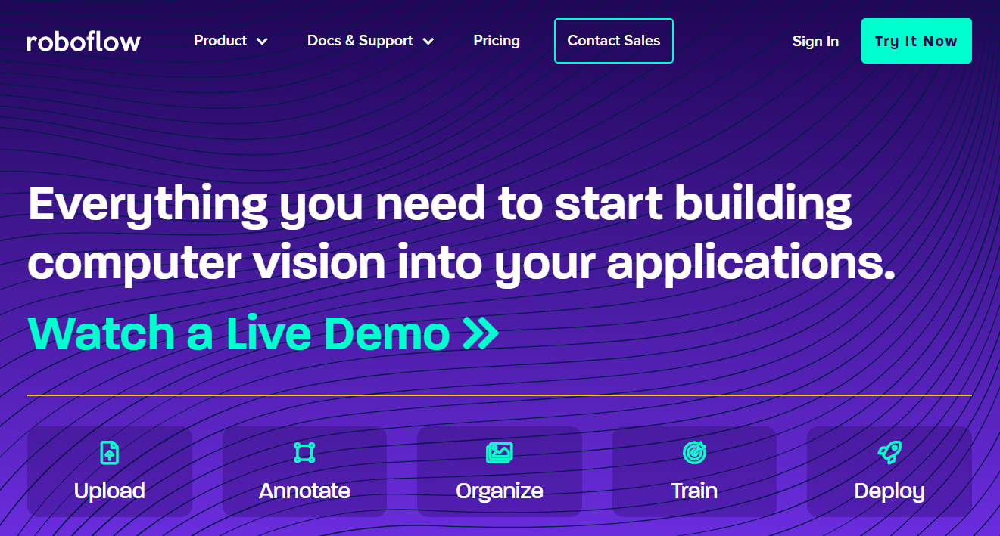 roboflow
Product
Docs & Support
Pricing
Contact Sales
Sign In
Try It Now
Everything you need to start building
computer vision into your applications.
Watch a Live Demo
Upload
Annotate
Organize
Train
Deploy